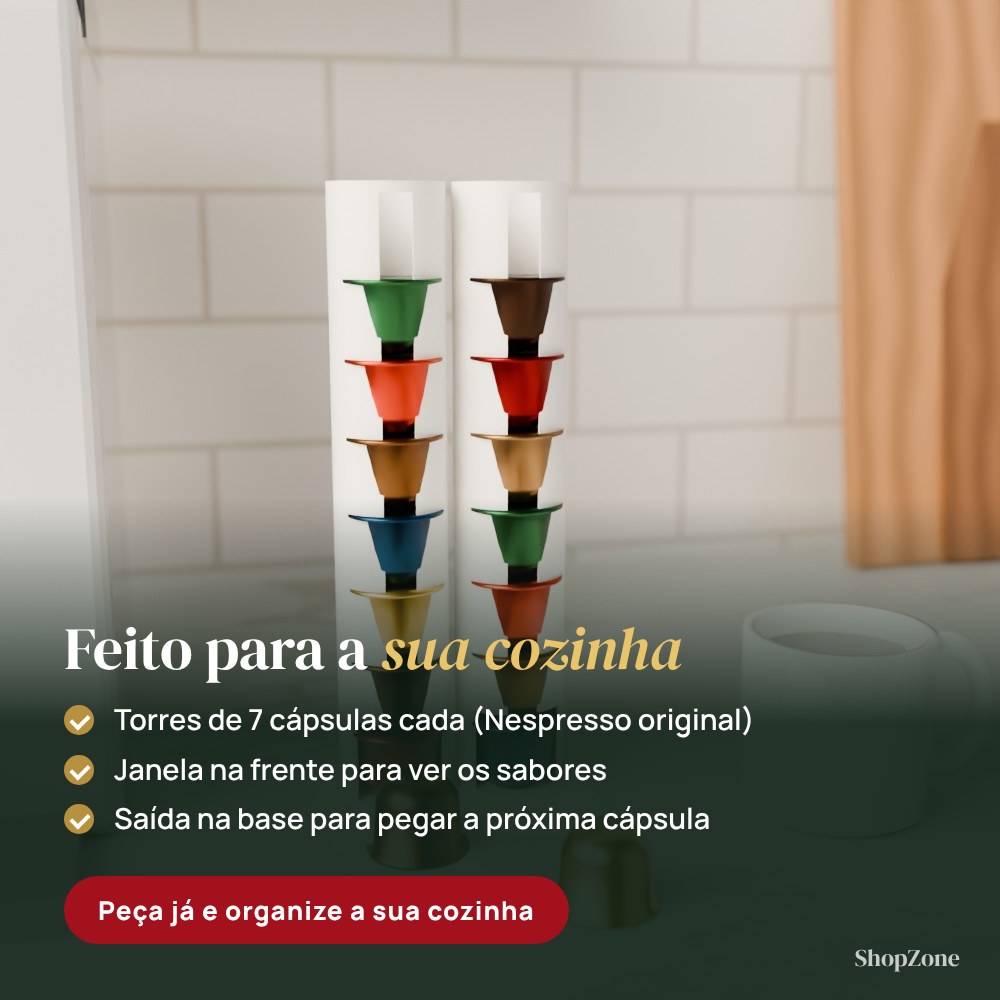 Feito para a sua cozinha
Torres de 7 cápsulas cada (Nespresso original)
Janela na frente para ver os sabores
Saída na base para pegar a próxima cápsula
Peça já e organize a sua cozinha
ShopZone